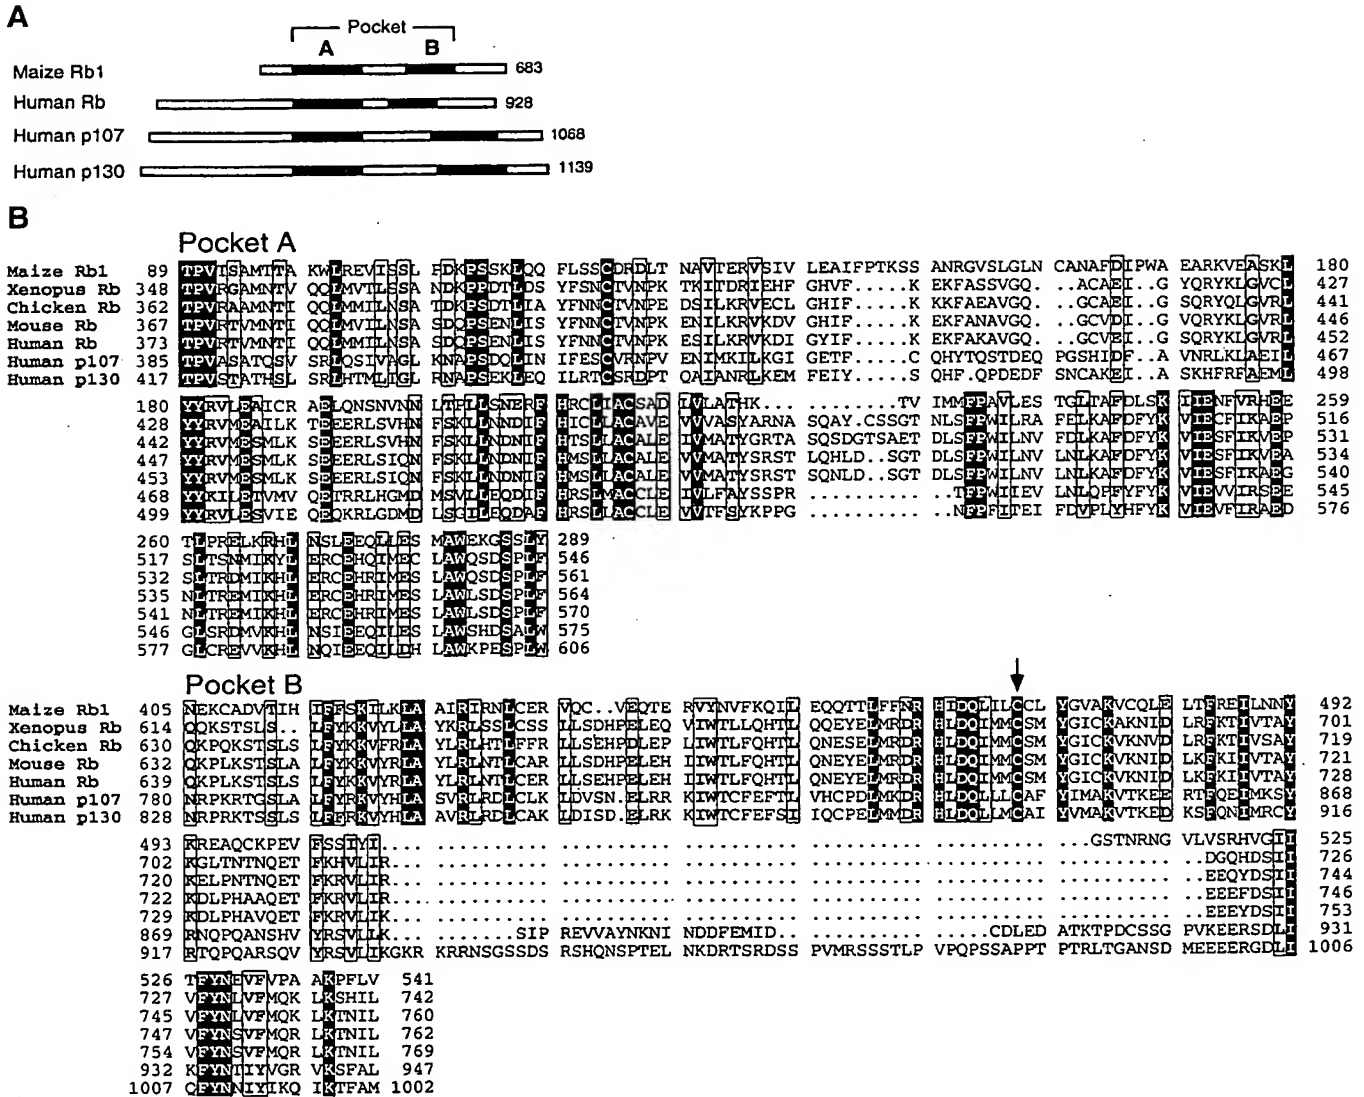 A
Pocket
A B
Maize Rb1 683
Human Rb 928
Human p107 1068
Human p130 1139
B
Pocket A
Maize Rb1 89 TPVTSAMTTA KWLREVISSL PDKPSSKLQQ FLSSCDRDLT NAVTERVSIV LEAIFPTKSS ANRGVSLGLN CANAFDIPWA EARKVEASKL 180
Xenopus Rb 348 TPVRGAMNTV QQLMVTLSSA NDKPPDTLDS YFSNCTVNPK TKITDRIEHF GHVF.....K EKFASSVGQ. ..ACAEI..G SQRYKLGVCL 427
Chicken Rb 362 TPVRAAMNTI QQLMMILNSA TDKPSDTLIA YFNNCTVNPE DSILKRVECL GHIF.....K KKFAEAVGQ. ..GCAEI..G SQRYQLGVRL 441
Mouse Rb 367 TPVRTVMNTI QQLMVILNSA SDQPSENLIS YFNNCTVNPK ENILKRVKDV GHIF.....K EKFANAVGQ. ..GCVDI..G VQRYKLGVRL 446
Human Rb 373 TPVRTVMNTI QQLMMILNSA SDQPSENLIS YFNNCTVNPK ESILKRVKDI GYIF.....K EKFAKAVGQ. ..GCVEI..G SQRYKLGVRL 452
Human p107 385 TPVASATQSV SRLQSIVAGL KNAPSDQLIN IFESCVRNPV ENIMKILKGI GETF.....C QHYTQSTDEQ PGSHIDF..A VNRLKLAEIL 467
Human p130 417 TPVSTATHSL SRLHTMLIGL RNAPSEKLEQ ILRTCSRDPT QAIANRLKEM FEIY.....S QHF.QPDEDF SNCAKEI..A SKHFRFAEML 498
180 YYRVLEAICR AELQNSNVNN LTPLLSNERF HRCLIACSAD LVLATHK... .......... ..TV IMMFPAVLES TGLTAFDLSK IIENFVRHEE 259
428 YYRVMEAILK TEEERLSVHN FSKLLNDNIF HTCLLACAVE VVVASYARNA SQAY.CSSGT NLSFPWILRA FELKAFDFYK VIECFIKAEP 516
442 YYRVMESMLK SEEERLSVHN FSKLLNDNIF HTSLLACALE IVMATYGRTA SQSDGTSAET DLSFPWILNV FDLKAFDFYK VIESFIKVEP 531
447 YYRVMESMLK SEEERLSIQN FSKLLNDNIF HMSLLACALE VVMATYSRST LQHLD..SGT DLSFPWILNV LNLKAFDFYK VIESFIKVEA 534
453 YYRVMESMLK SEEERLSIQN FSKLLNDNIF HMSLLACALE VVMATYSRST SQNLD..SGT DLSFPWILNV LNLKAFDFYK VIESFIKAEG 540
468 YYKILETVMV QETRRLHGMD MSVLLEQDIF HRSLMACCLE IVLFAYSSPR .......... ..TFPWIIEV LNLQPFYFYK VIEVVIRSEE 545
499 YYRVLESVIE QEQKRLGDMD LSGILEQDAF HRSLLACCLE VVTFSYKPPG .......... ..NFPFITEI FDVPLYHFYK VIEVFIRAED 576
260 TLPRELKRHL NSLEEQLLES MAWEKGSSLY 289
517 SLTSNMIKYL ERCEHQIMEC LAWQSDSPLF 546
532 SLTRDMIKHL ERCEHRIMES LAWQSDSPLF 561
535 NLTREMIKHL ERCEHRIMES LAWLSDSPLF 564
541 NLTREMIKHL ERCEHRIMES LAWLSDSPLF 570
546 GLSRDMVKHL NSIEEQILES LAWSHDSALW 575
577 GLCREVVKHL NQIEEQILDH LAWKPESPLW 606
Pocket B
Maize Rb1 405 NEKCADVTIH IFFSKILKLA AIRIRNLCER VQC..VEQTE RVYNVFKQIL EQQTTLFFNR HIDQLILCCL YGVAKVCQLE LTFREILNNY 492
Xenopus Rb 614 QQKSTSLS.. LFYKKVYLLA YKRLSSLCSS LLSDHPELEQ VIWTLLQHTL QQEYELMRDR HLDQIMMCSM YGICKAKNID LRFKTIVTAY 701
Chicken Rb 630 QKPQKSTSLS LFYKKVFRLA YLRLHTLFFR LLSEHPDLEP LIWTLFQHTL QNESELMRDR HLDQIMMCSM YGICKVKNVD LRFKTIVSAY 719
Mouse Rb 632 QKPLKSTSLA LFYKKVYRLA YLRLNTLCAR LLSDHPELEH IIWTLFQHTL QNEYELMRDR HLDQIMMCSM YGICKVKNID LKFKIIVTAY 721
Human Rb 639 QKPLKSTSLS LFYKKVYRLA YLRLNTLCER LLSEHPELEH IIWTLFQHTL QNEYELMRDR HLDQIMMCSM YGICKVKNID LKFKIIVTAY 728
Human p107 780 NRPKRTGSLA LFYRKVYHLA SVRLRDLCLK LDVSN.ELRR KIWTCFEFTL VHCPDLMKDR HLDQLLLCAF YIMAKVTKEE RTFQEIMKSY 868
Human p130 828 NRPRKTSSLS LFFRKVYHLA AVRLRDLCAK LDISD.ELRK KIWTCFEFSI IQCPELMMDR HLDQLLMCAI YVMAKVTKED KSFQNIMRCY 916
493 KREAQCKPEV FSSIYI.... GSTNRNG VLVSRHVGII 525
702 KGLTNTNQET FKHVLIR... DGQHDSII 726
720 KELPNTNQET FKRVLIR... EEQYDSII 744
722 KDLPHAAQET FKRVLIR... EEEFDSII 746
729 KDLPHAVQET FKRVLIK... EEEYDSII 753
869 RNQPQANSHV YRSVLLK... SIP REVVAYNKNI NDDFEMID.. CDLED ATKTPDCSSG PVKEERSDLI 931
917 RTQPQARSQV YRSVLIKGKR KRRNSGSSDS RSHQNSPTEL NKDRTSRDSS PVMRSSSTLP VPQPSSAPPT PTRLTGANSD MEEEERGDLI 1006
526 TFYNEVFVPA AKPFLV 541
727 VFYNLVFMQK LKSHIL 742
745 VFYNLVFMQK LKTNIL 760
747 VFYNSVFMQR LKTNIL 762
754 VFYNSVFMQR LKTNIL 769
932 KFYNTIYVGR VKSFAL 947
1007 QFYNNIYIKQ IKTFAM 1002